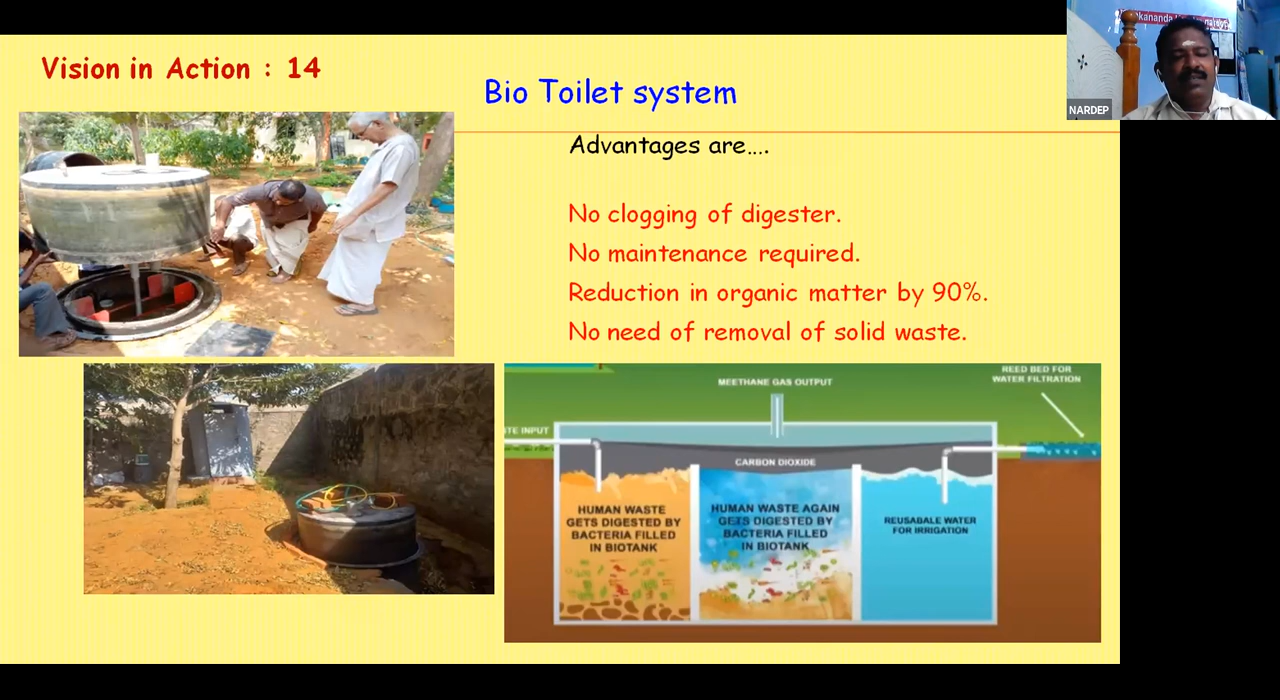 Vision in Action : 14
Bio Toilet system
Advantages are....
No clogging of digester.
No maintenance required.
Reduction in organic matter by 90%.
No need of removal of solid waste.
NARDEP
MEETHANE GAS OUTPUT
REED BED FOR
WATER FILTRATION
TE INPUT
CARBON DIOXIDE
HUMAN WASTE
GETS DIGESTED BY
BACTERIA FILLED
IN BIOTANK
HUMAN WASTE AGAIN
GETS DIGESTED BY
BACTERIA FILLED
IN BIOTANK
REUSABALE WATER
FOR IRRIGATION